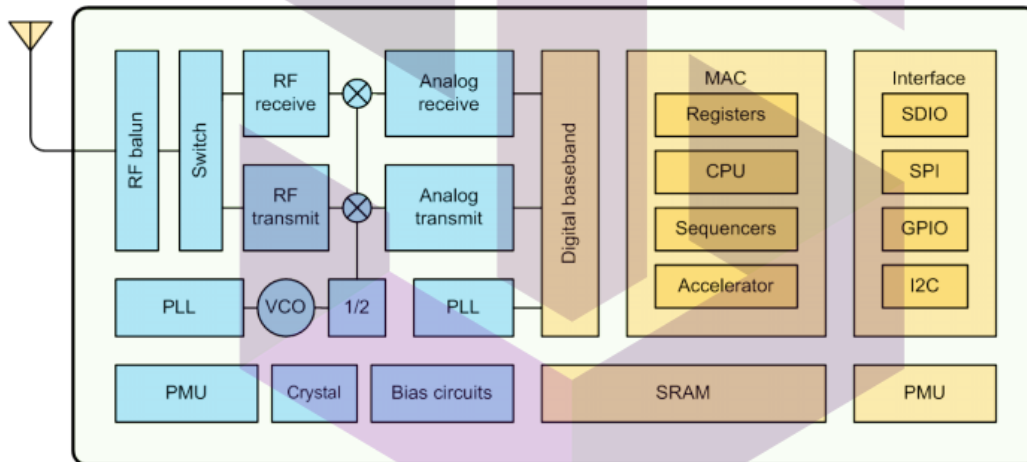 RF balun
Switch
RF
receive
Analog
receive
RF
transmit
Analog
transmit
PLL
VCO
1/2
PLL
Digital baseband
MAC
Registers
CPU
Sequencers
Accelerator
Interface
SDIO
SPI
GPIO
I2C
PMU
Crystal
Bias circuits
SRAM
PMU